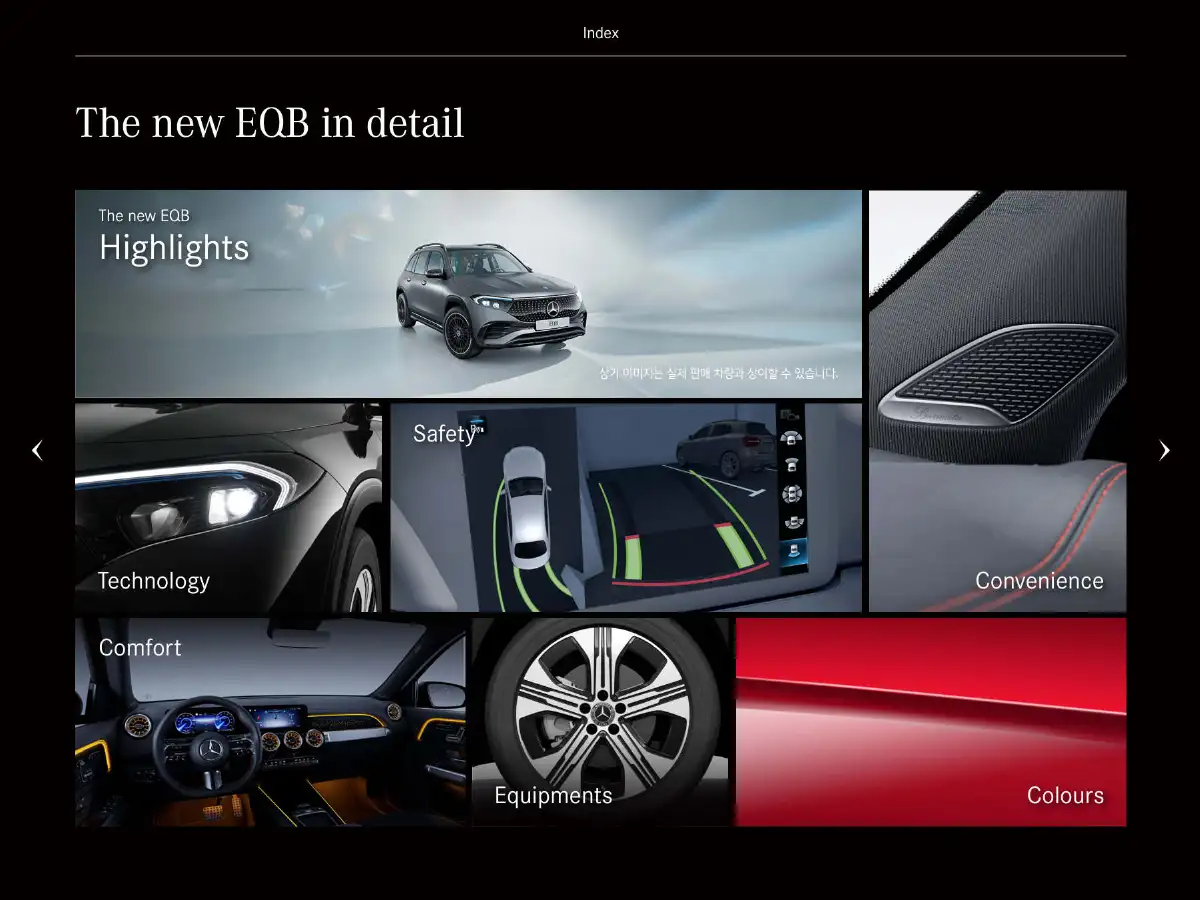 Index
The new EQB in detail
The new EQB
Highlights
상기 이미지는 실제 판매 차량과 상이할 수 있습니다.
Safety
Technology
Convenience
Comfort
Equipments
Colours